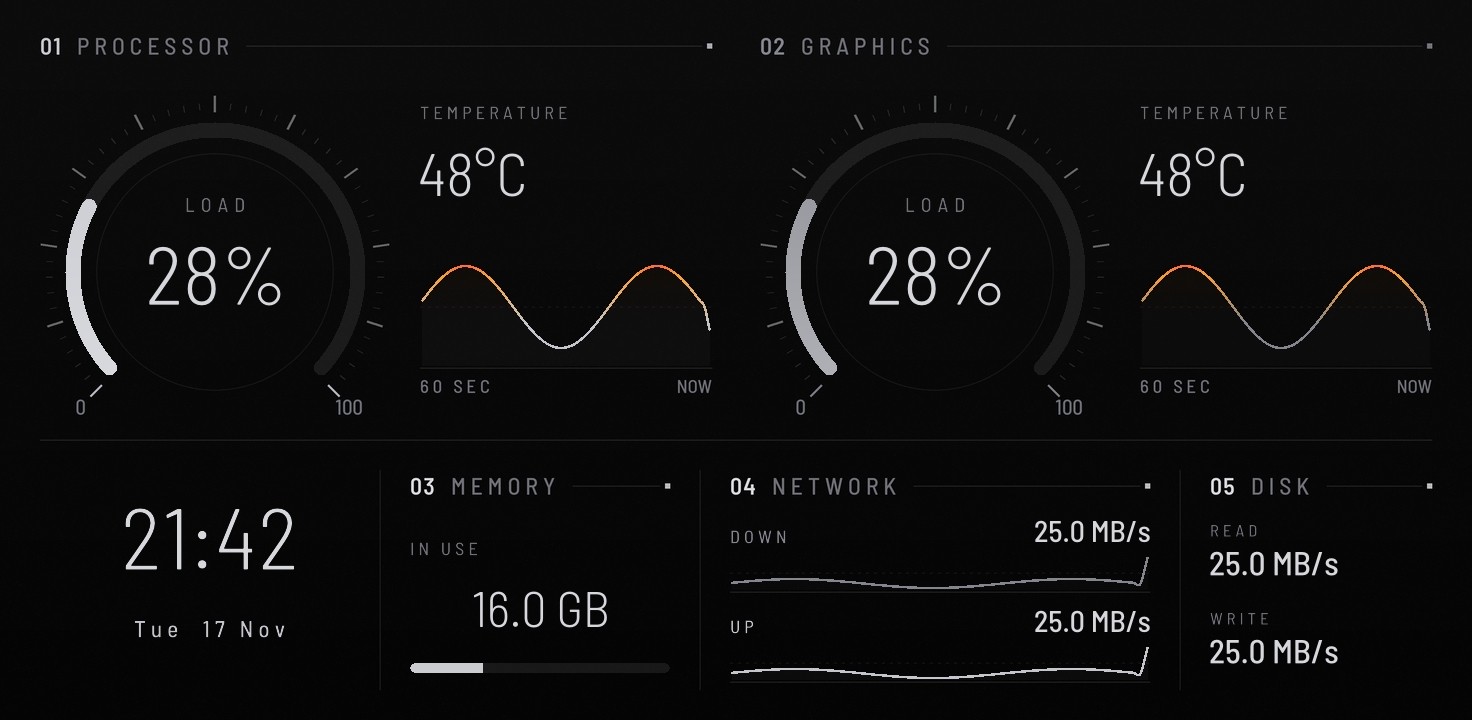 01 PROCESSOR
LOAD
28%
0
100
TEMPERATURE
48°C
60 SEC
NOW
02 GRAPHICS
LOAD
28%
0
100
TEMPERATURE
48°C
60 SEC
NOW
21:42
Tue 17 Nov
03 MEMORY
IN USE
16.0 GB
04 NETWORK
DOWN 25.0 MB/s
UP 25.0 MB/s
05 DISK
READ
25.0 MB/s
WRITE
25.0 MB/s